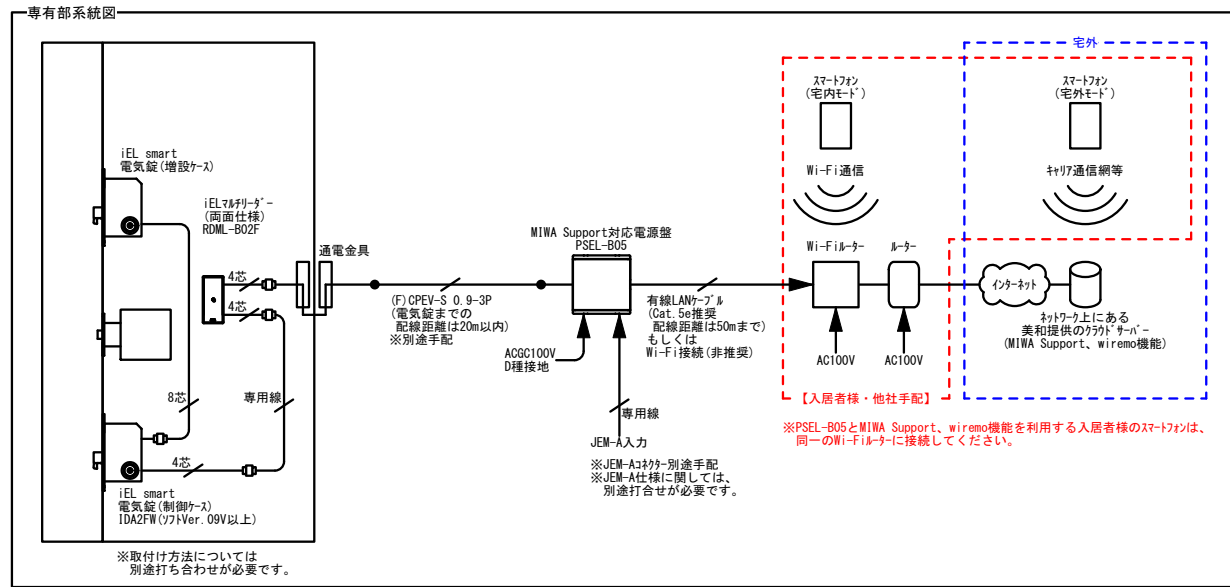 専有部系統図
宅外
スマートフォン
(宅内モード)
スマートフォン
(宅外モード)
iEL smart
電気錠(増設ケース)
Wi-Fi通信
キャリア通信網等
iELマルチリーダー
(両面仕様)
RDML-B02F
MIWA Support対応電源盤
PSEL-B05
Wi-Fiルーター
ルーター
通電金具
4芯
4芯
(F)CPEV-S 0.9-3P
(電気錠までの
配線距離は20m以内)
※別途手配
有線LANケーブル
(Cat.5e推奨
配線距離は50mまで)
もしくは
Wi-Fi接続(非推奨)
インターネット
ネットワーク上にある
美和提供のクラウドサーバー
(MIWA Support、wiremo機能)
ACGC100V
D種接地
AC100V
AC100V
8芯
専用線
専用線
【入居者様・他社手配】
※PSEL-B05とMIWA Support、wiremo機能を利用する入居者様のスマートフォンは、
同一のWi-Fiルーターに接続してください。
JEM-A入力
※JEM-Aコネクター別途手配
※JEM-A仕様に関しては、
別途打合せが必要です。
4芯
iEL smart
電気錠(制御ケース)
IDA2FW(ソフトVer.09V以上)
※取付け方法については
別途打ち合わせが必要です。